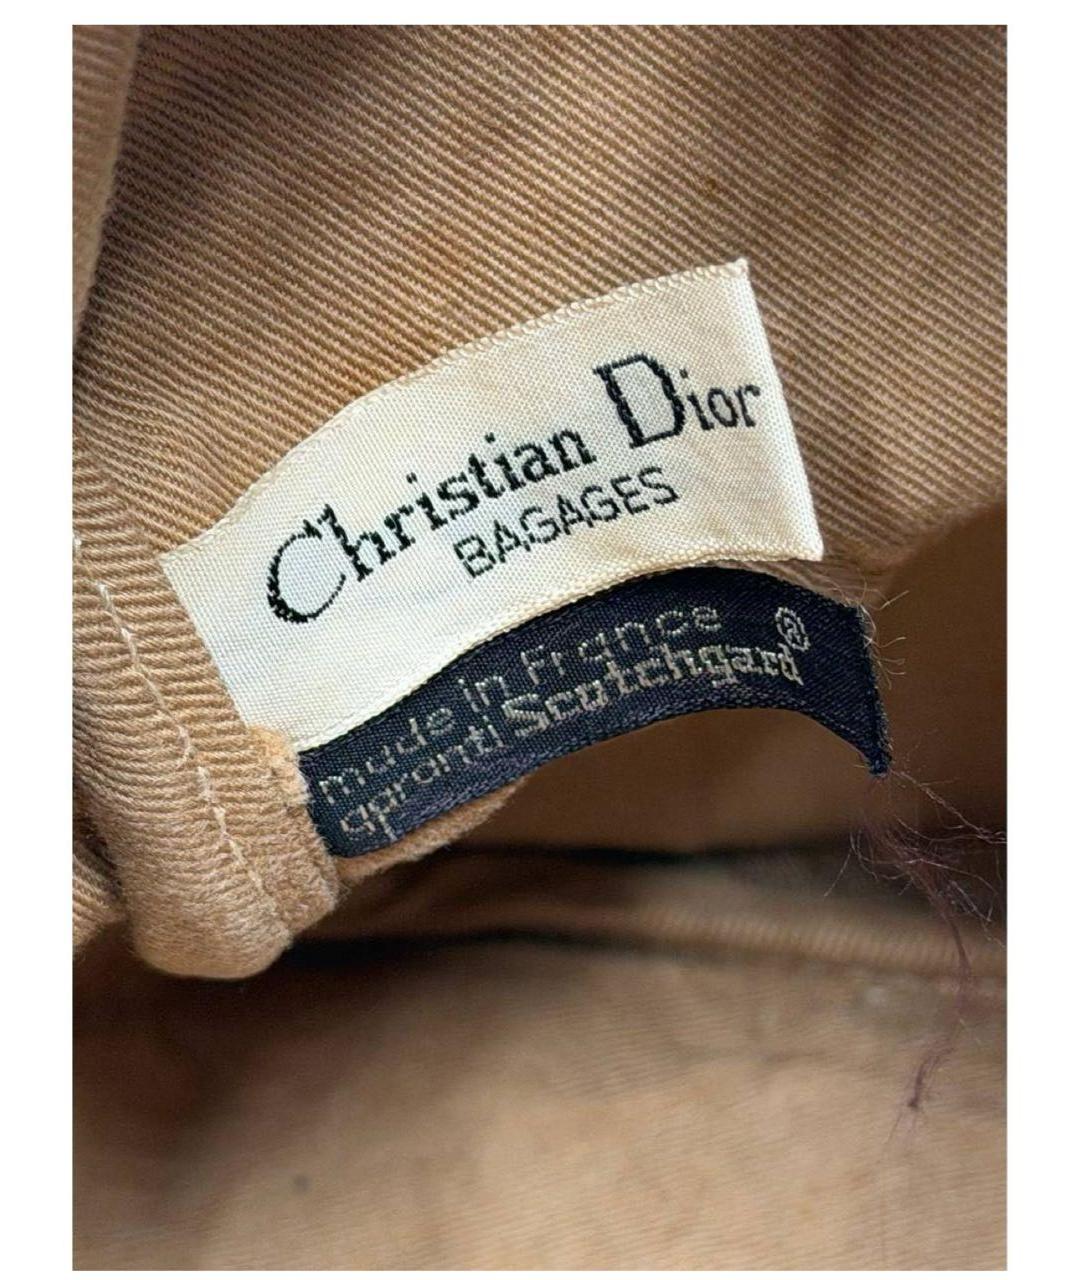 Christian Dior
BAGAGES
made in France
apronti Scutchgard®